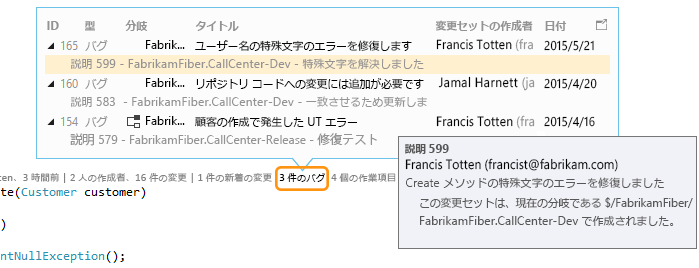 ID 型 分岐 タイトル 変更セットの作成者 日付
165 バグ Fabrik... ユーザー名の特殊文字のエラーを修復します Francis Totten (fra 2015/5/21
説明 599 - FabrikamFiber.CallCenter-Dev - 特殊文字を解決しました
160 バグ Fabrik... リポジトリ コードへの変更には追加が必要です Jamal Harnett (ja 2015/4/20
説明 583 - FabrikamFiber.CallCenter-Dev - 一致させるため更新しま
154 バグ Fabrik... 顧客の作成で発生した UT エラー Francis Totten (fra 2015/4/16
説明 579 - FabrikamFiber.CallCenter-Release - 修復テスト
説明 599
Francis Totten (francist@fabrikam.com)
Create メソッドの特殊文字のエラーを修復しました
この変更セットは、現在の分岐である $/FabrikamFiber/
FabrikamFiber.CallCenter-Dev で作成されました。
ten、3 時間前 | 2 人の作成者、16 件の変更 | 1 件の新着の変更 3 件のバグ 4 個の作業項目
te(Customer customer)
)
entNullException();